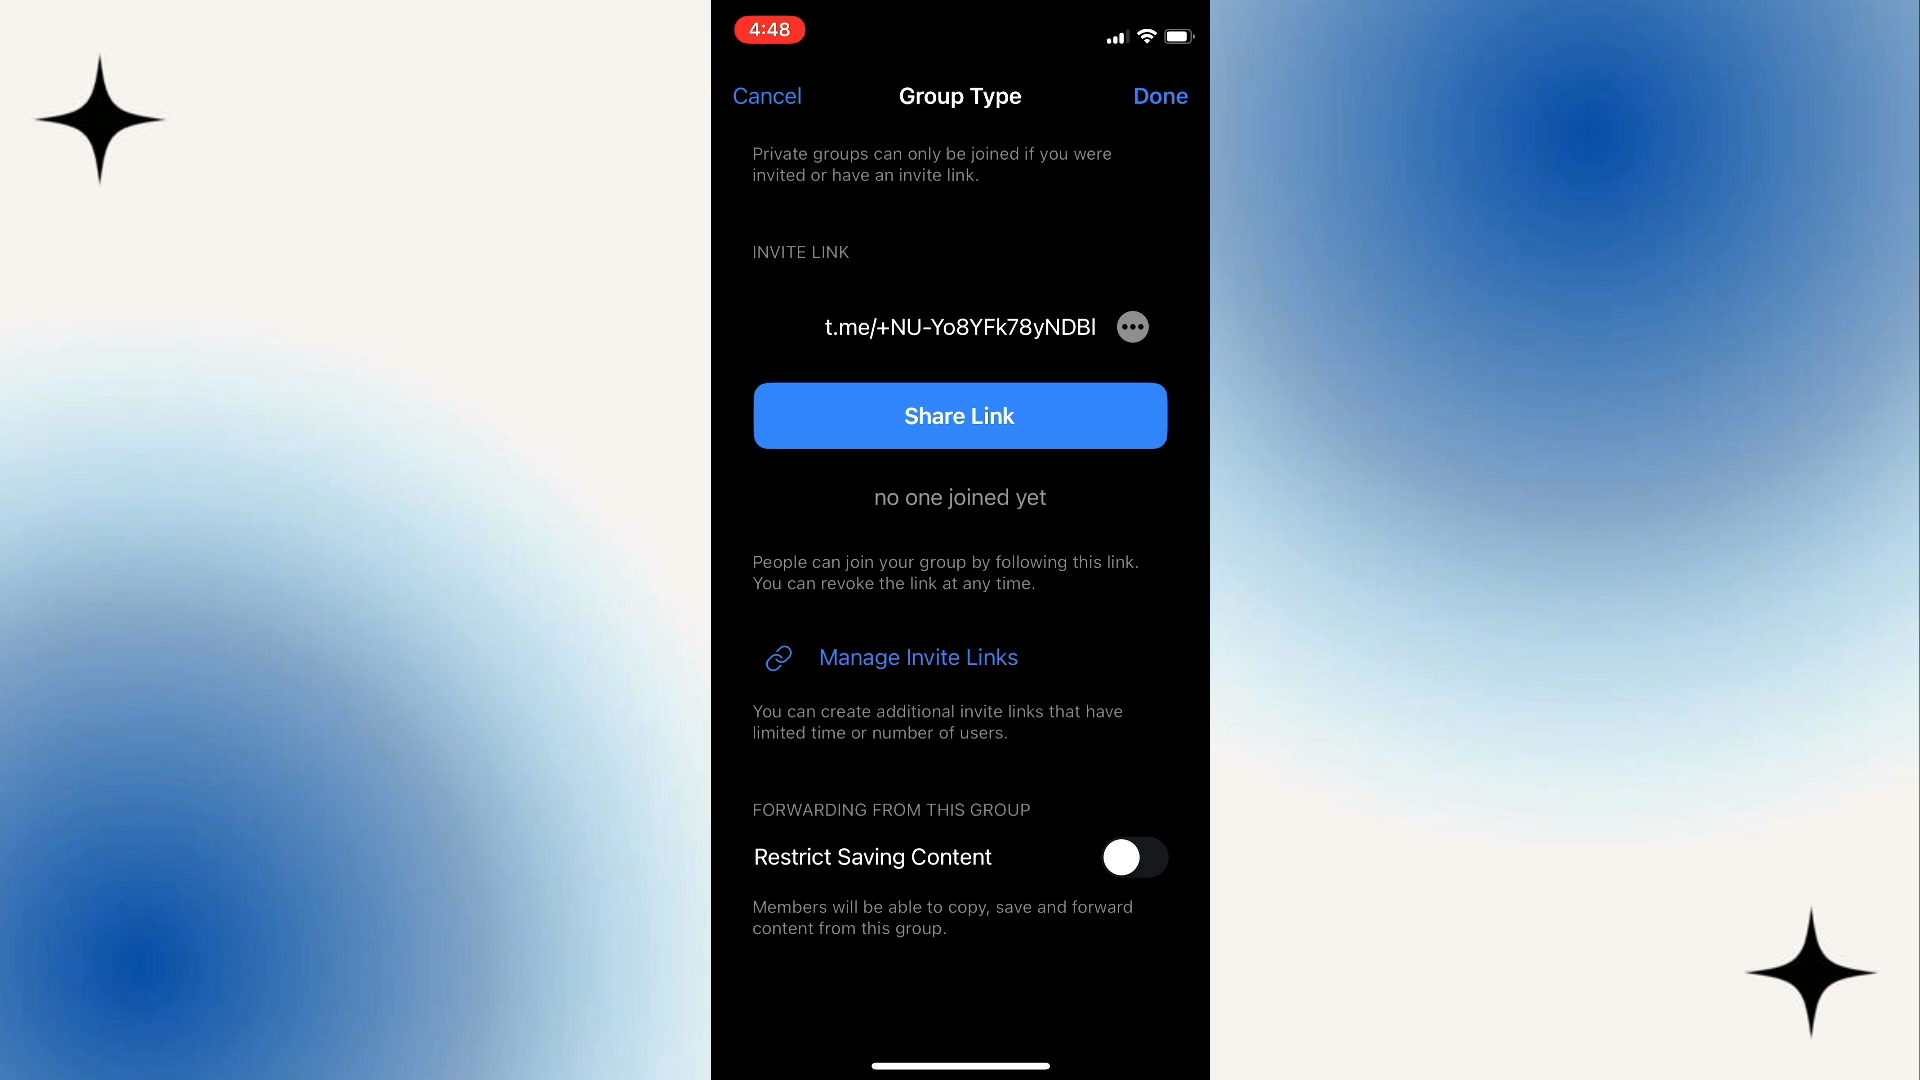 4:48
Cancel
Group Type
Done
Private groups can only be joined if you were
invited or have an invite link.
INVITE LINK
t.me/+NU-Yo8YFk78yNDBl
Share Link
no one joined yet
People can join your group by following this link.
You can revoke the link at any time.
Manage Invite Links
You can create additional invite links that have
limited time or number of users.
FORWARDING FROM THIS GROUP
Restrict Saving Content
Members will be able to copy, save and forward
content from this group.